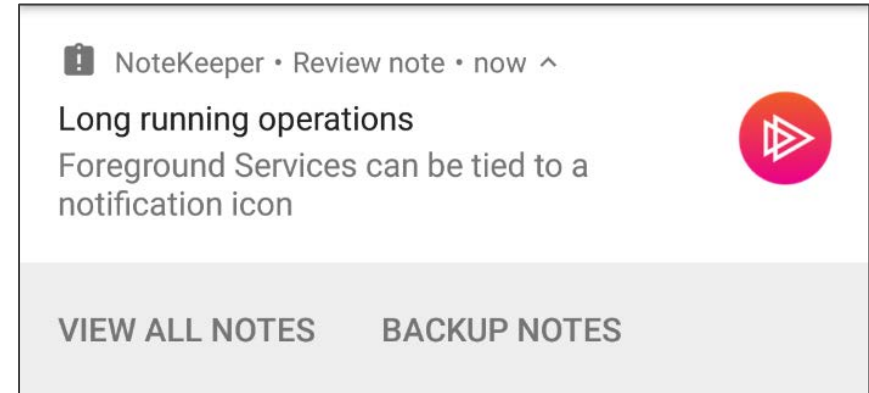 NoteKeeper • Review note • now
Long running operations
Foreground Services can be tied to a
notification icon
VIEW ALL NOTES BACKUP NOTES